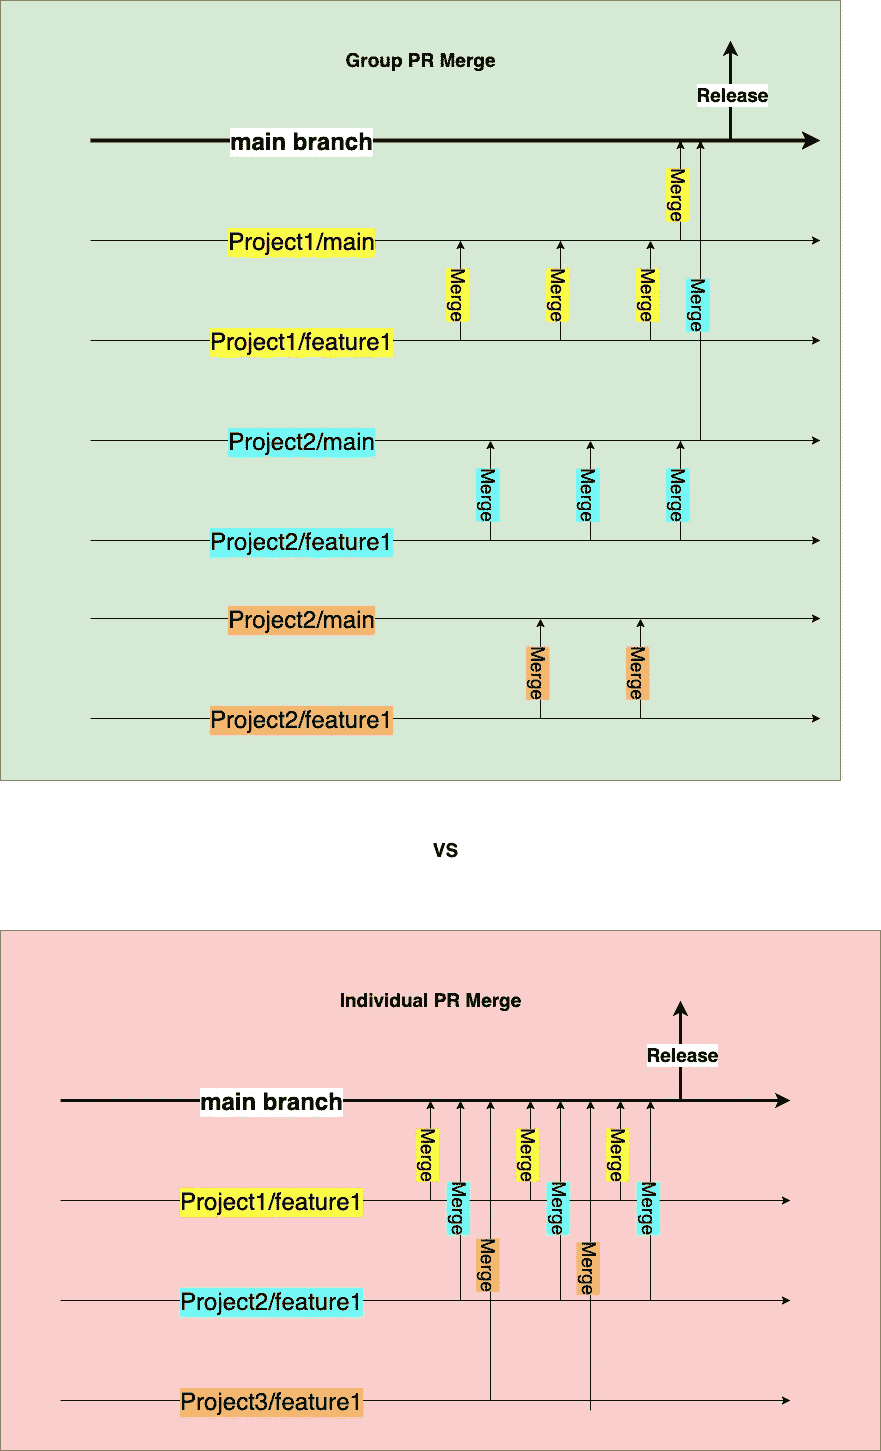 Group PR Merge
Release
main branch
Merge
Project1/main
Merge
Merge
Merge
Merge
Project1/feature1
Project2/main
Merge
Merge
Merge
Project2/feature1
Project2/main
Merge
Merge
Project2/feature1
VS
Individual PR Merge
Release
main branch
Merge
Merge
Merge
Project1/feature1
Merge
Merge
Merge
Merge
Merge
Project2/feature1
Project3/feature1